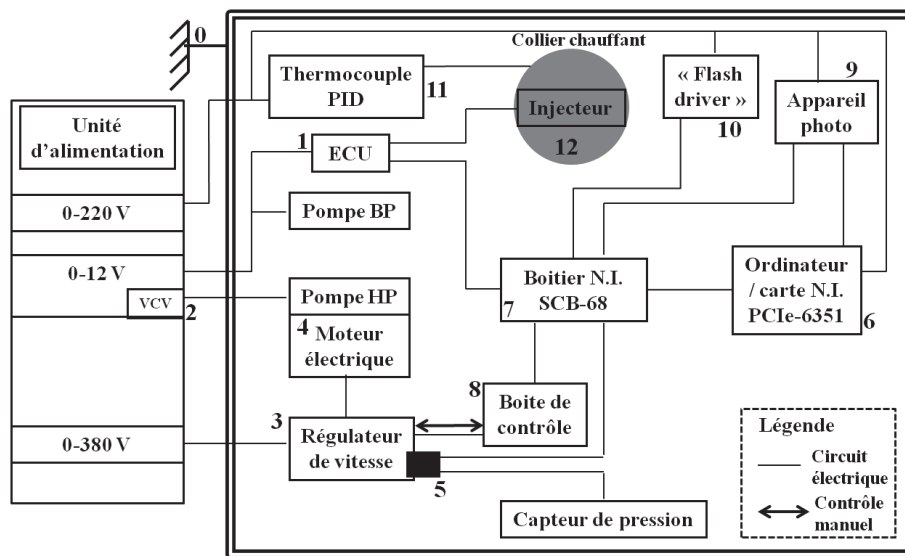 0
Collier chauffant
Thermocouple
PID
11
« Flash
driver »
10
9
Appareil
photo
Unité
d'alimentation
Injecteur
12
1
ECU
0-220 V
Pompe BP
0-12 V
VCV
2
Pompe HP
4
Moteur
électrique
Boitier N.I.
SCB-68
7
Ordinateur
/ carte N.I.
PCIe-6351
6
8
Boite de
contrôle
3
Régulateur
de vitesse
0-380 V
5
Capteur de pression
Légende
Circuit
électrique
Contrôle
manuel